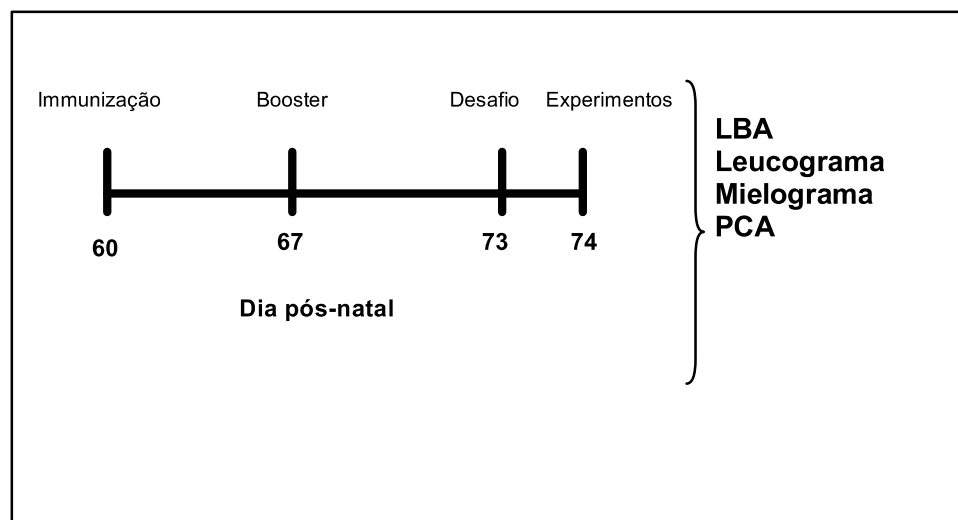 Immunização Booster Desafio Experimentos
60 67 73 74
Dia pós-natal
LBA
Leucograma
Mielograma
PCA